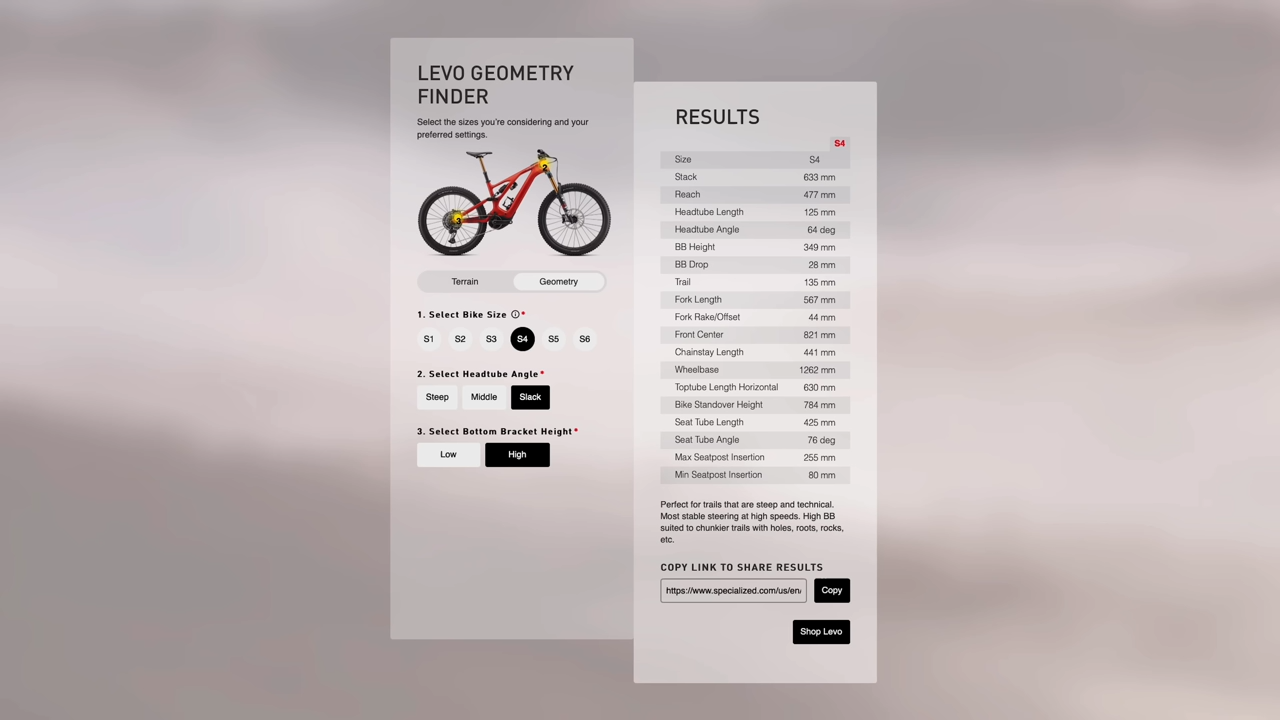 LEVO GEOMETRY
FINDER
Select the sizes you're considering and your
preferred settings.
2
3
Terrain Geometry
1. Select Bike Size ⓘ*
S1 S2 S3 S4 S5 S6
2. Select Headtube Angle*
Steep Middle Slack
3. Select Bottom Bracket Height*
Low High
RESULTS
S4
Size S4
Stack 633 mm
Reach 477 mm
Headtube Length 125 mm
Headtube Angle 64 deg
BB Height 349 mm
BB Drop 28 mm
Trail 135 mm
Fork Length 567 mm
Fork Rake/Offset 44 mm
Front Center 821 mm
Chainstay Length 441 mm
Wheelbase 1262 mm
Toptube Length Horizontal 630 mm
Bike Standover Height 784 mm
Seat Tube Length 425 mm
Seat Tube Angle 76 deg
Max Seatpost Insertion 255 mm
Min Seatpost Insertion 80 mm
Perfect for trails that are steep and technical.
Most stable steering at high speeds. High BB
suited to chunkier trails with holes, roots, rocks,
etc.
COPY LINK TO SHARE RESULTS
https://www.specialized.com/us/en/ Copy
Shop Levo